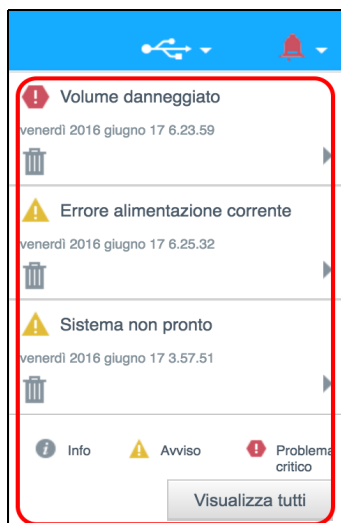 Volume danneggiato
venerdì 2016 giugno 17 6.23.59
Errore alimentazione corrente
venerdì 2016 giugno 17 6.25.32
Sistema non pronto
venerdì 2016 giugno 17 3.57.51
Info
Avviso
Problema
critico
Visualizza tutti